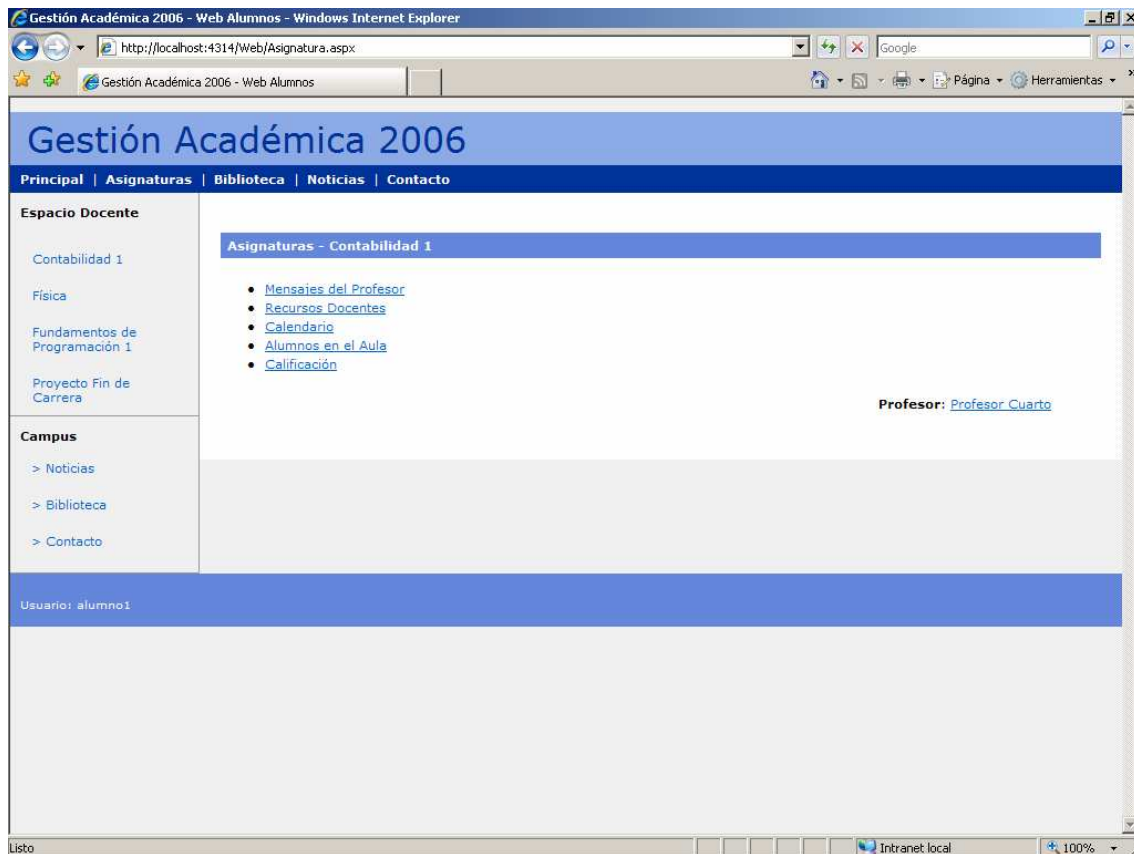 Gestión Académica 2006 - Web Alumnos - Windows Internet Explorer
http://localhost:4314/Web/Asignatura.aspx
Google
Gestión Académica 2006 - Web Alumnos
Página
Herramientas
Gestión Académica 2006
Principal | Asignaturas | Biblioteca | Noticias | Contacto
Espacio Docente
Contabilidad 1
Física
Fundamentos de
Programación 1
Proyecto Fin de
Carrera
Campus
> Noticias
> Biblioteca
> Contacto
Asignaturas - Contabilidad 1
Mensajes del Profesor
Recursos Docentes
Calendario
Alumnos en el Aula
Calificación
Profesor: Profesor Cuarto
Usuario: alumno1
Listo
Intranet local
100%